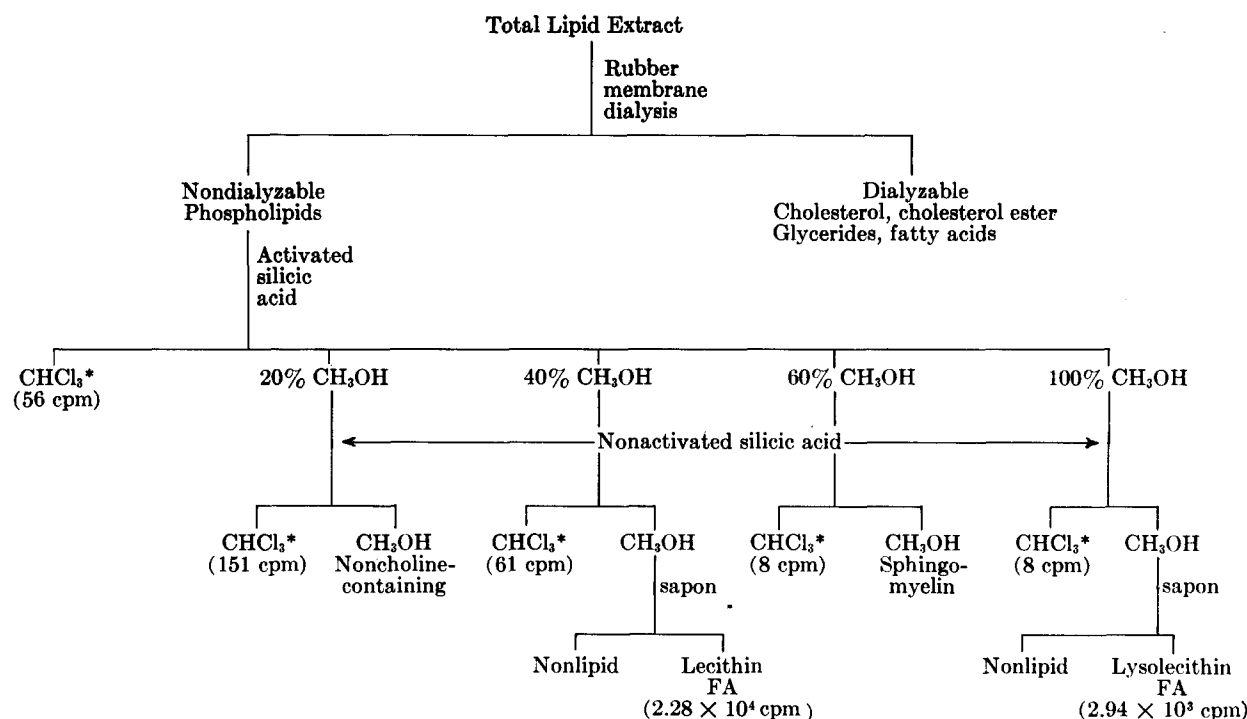 Total Lipid Extract
Rubber
membrane
dialysis
Nondialyzable
Phospholipids
Dialyzable
Cholesterol, cholesterol ester
Glycerides, fatty acids
Activated
silicic
acid
CHCl₃*
(56 cpm)
20% CH₃OH
40% CH₃OH
60% CH₃OH
100% CH₃OH
Nonactivated silicic acid
CHCl₃*
(151 cpm)
CH₃OH
Noncholine-
containing
CHCl₃*
(61 cpm)
CH₃OH
CHCl₃*
(8 cpm)
CH₃OH
Sphingo-
myelin
CHCl₃*
(8 cpm)
CH₃OH
sapon
sapon
Nonlipid
Lecithin
FA
(2.28 × 10⁴ cpm)
Nonlipid
Lysolecithin
FA
(2.94 × 10³ cpm)